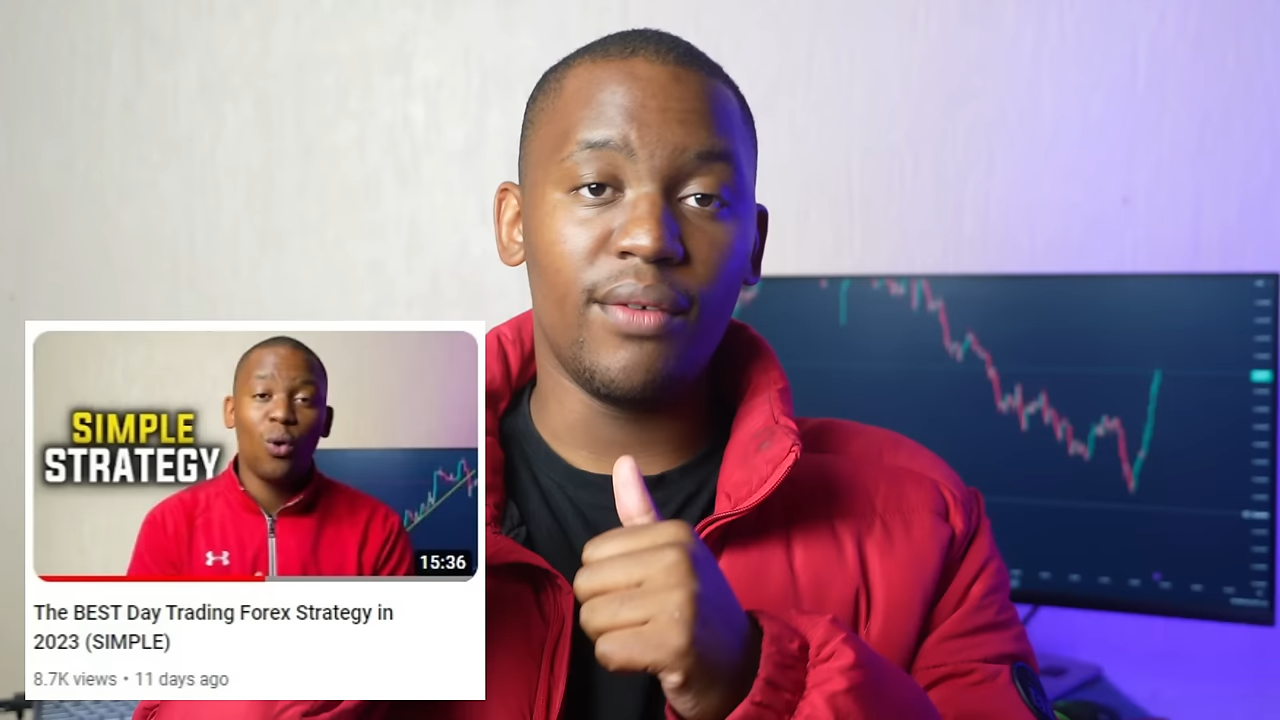 SIMPLE
STRATEGY
15:36
The BEST Day Trading Forex Strategy in
2023 (SIMPLE)
8.7K views • 11 days ago